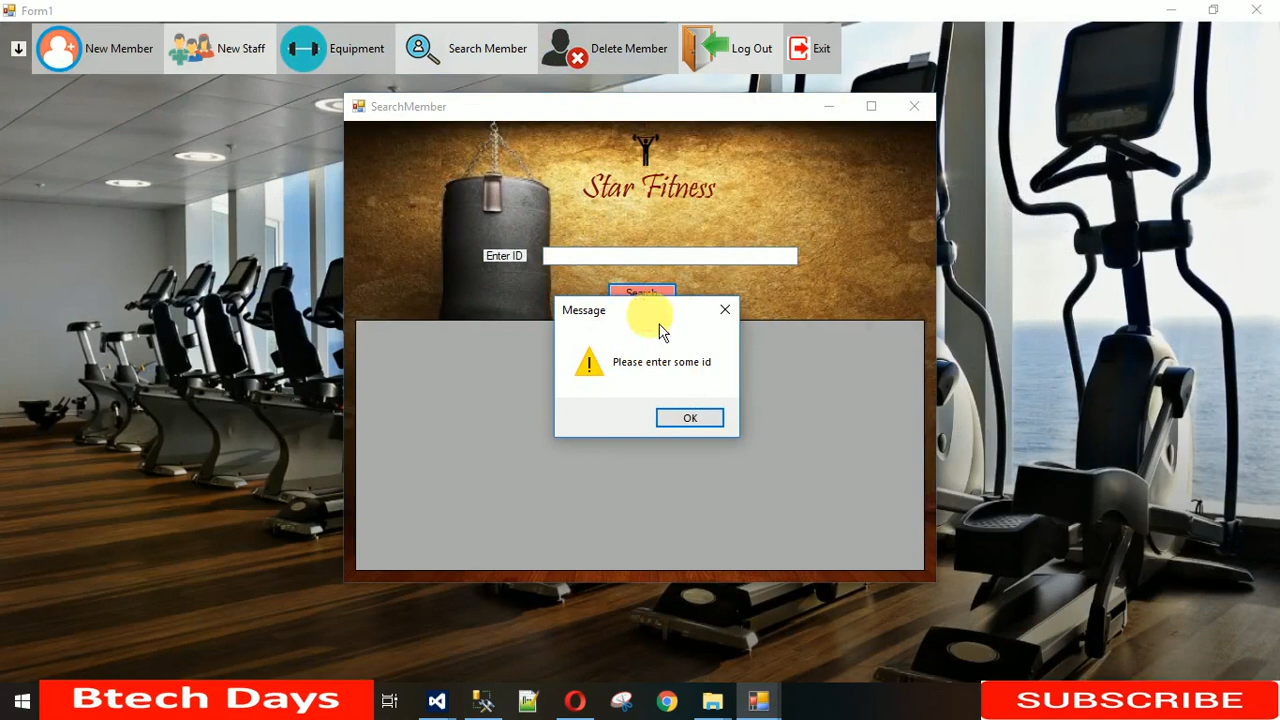 Form1
New Member
New Staff
Equipment
Search Member
Delete Member
Log Out
Exit
SearchMember
Star Fitness
Enter ID
Search
Message
Please enter some id
OK
Btech Days
SUBSCRIBE